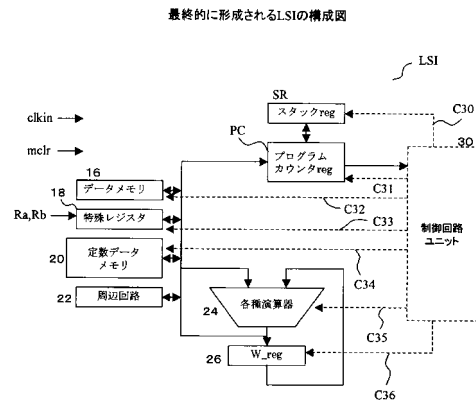 最終的に形成されるLSIの構成図
LSI
SR
スタックreg
C30
clkin
PC
プログラム
カウンタreg
30
mclr
16
データメモリ
C31
18
C32
Ra,Rb
特殊レジスタ
C33
制御回路
ユニット
定数データ
メモリ
20
C34
22
周辺回路
24
各種演算器
C35
26
W_reg
C36